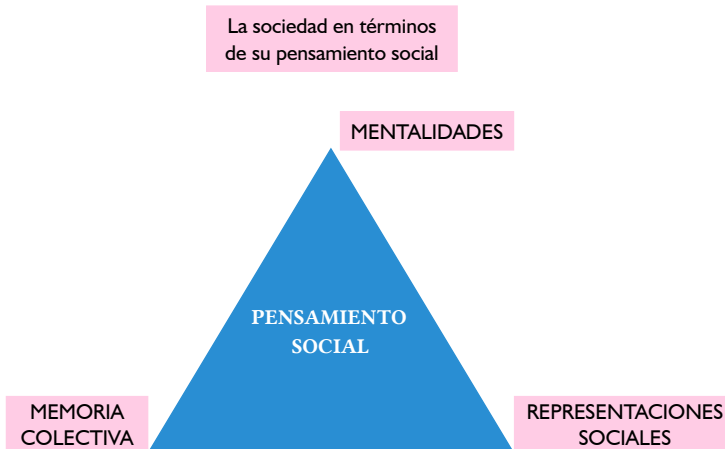 La sociedad en términos
de su pensamiento social
MENTALIDADES
PENSAMIENTO
SOCIAL
MEMORIA
COLECTIVA
REPRESENTACIONES
SOCIALES